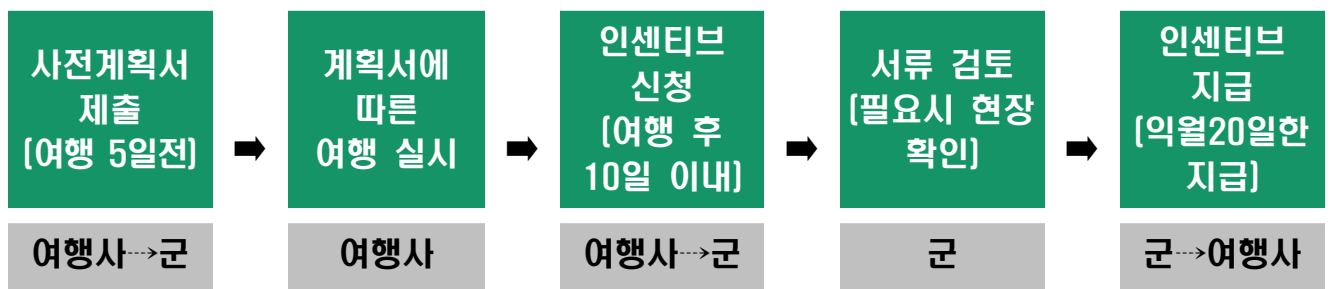 사전계획서
제출
(여행 5일전)
➡
계획서에
따른
여행 실시
➡
인센티브
신청
(여행 후
10일 이내)
➡
서류 검토
(필요시 현장
확인)
➡
인센티브
지급
(익월20일한
지급)
여행사⇢군
여행사
여행사⇢군
군
군⇢여행사